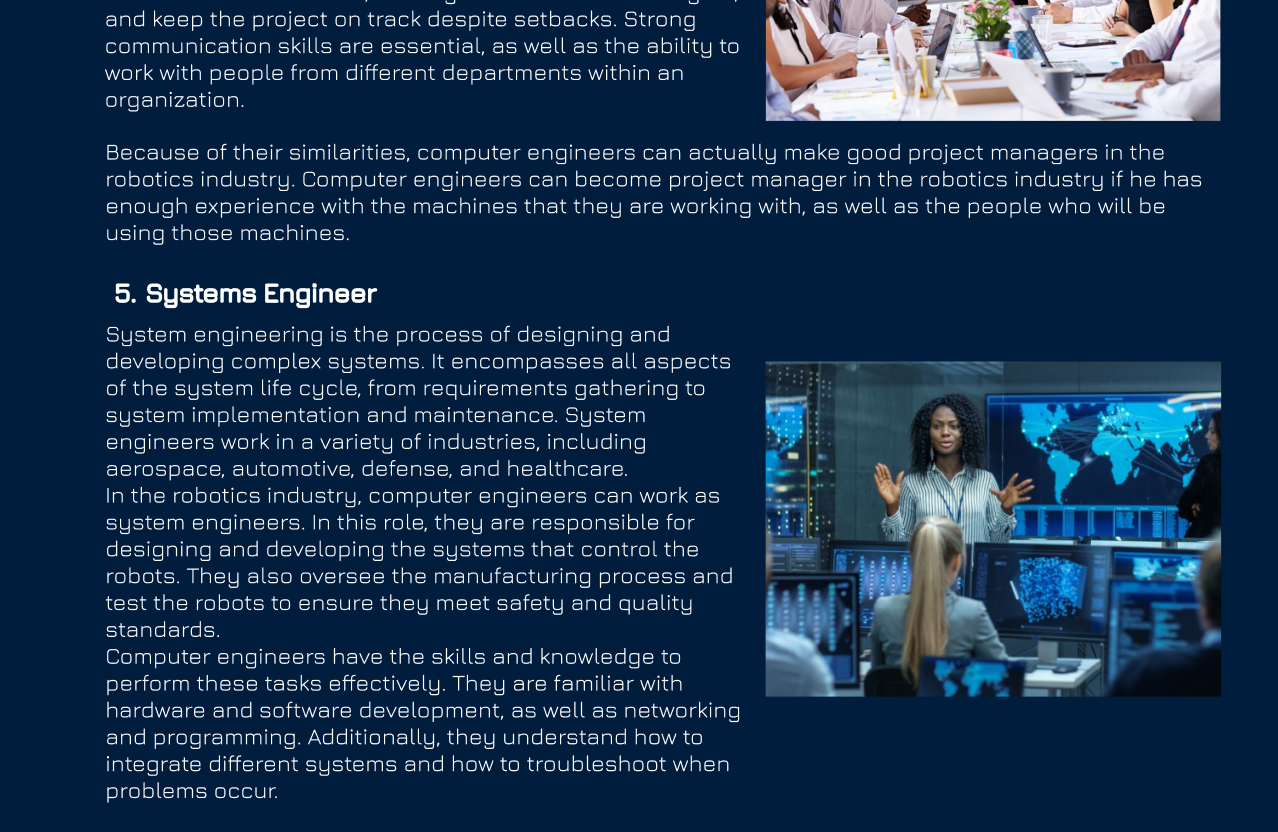 and keep the project on track despite setbacks. Strong
communication skills are essential, as well as the ability to
work with people from different departments within an
organization.
Because of their similarities, computer engineers can actually make good project managers in the
robotics industry. Computer engineers can become project manager in the robotics industry if he has
enough experience with the machines that they are working with, as well as the people who will be
using those machines.
5. Systems Engineer
System engineering is the process of designing and
developing complex systems. It encompasses all aspects
of the system life cycle, from requirements gathering to
system implementation and maintenance. System
engineers work in a variety of industries, including
aerospace, automotive, defense, and healthcare.
In the robotics industry, computer engineers can work as
system engineers. In this role, they are responsible for
designing and developing the systems that control the
robots. They also oversee the manufacturing process and
test the robots to ensure they meet safety and quality
standards.
Computer engineers have the skills and knowledge to
perform these tasks effectively. They are familiar with
hardware and software development, as well as networking
and programming. Additionally, they understand how to
integrate different systems and how to troubleshoot when
problems occur.